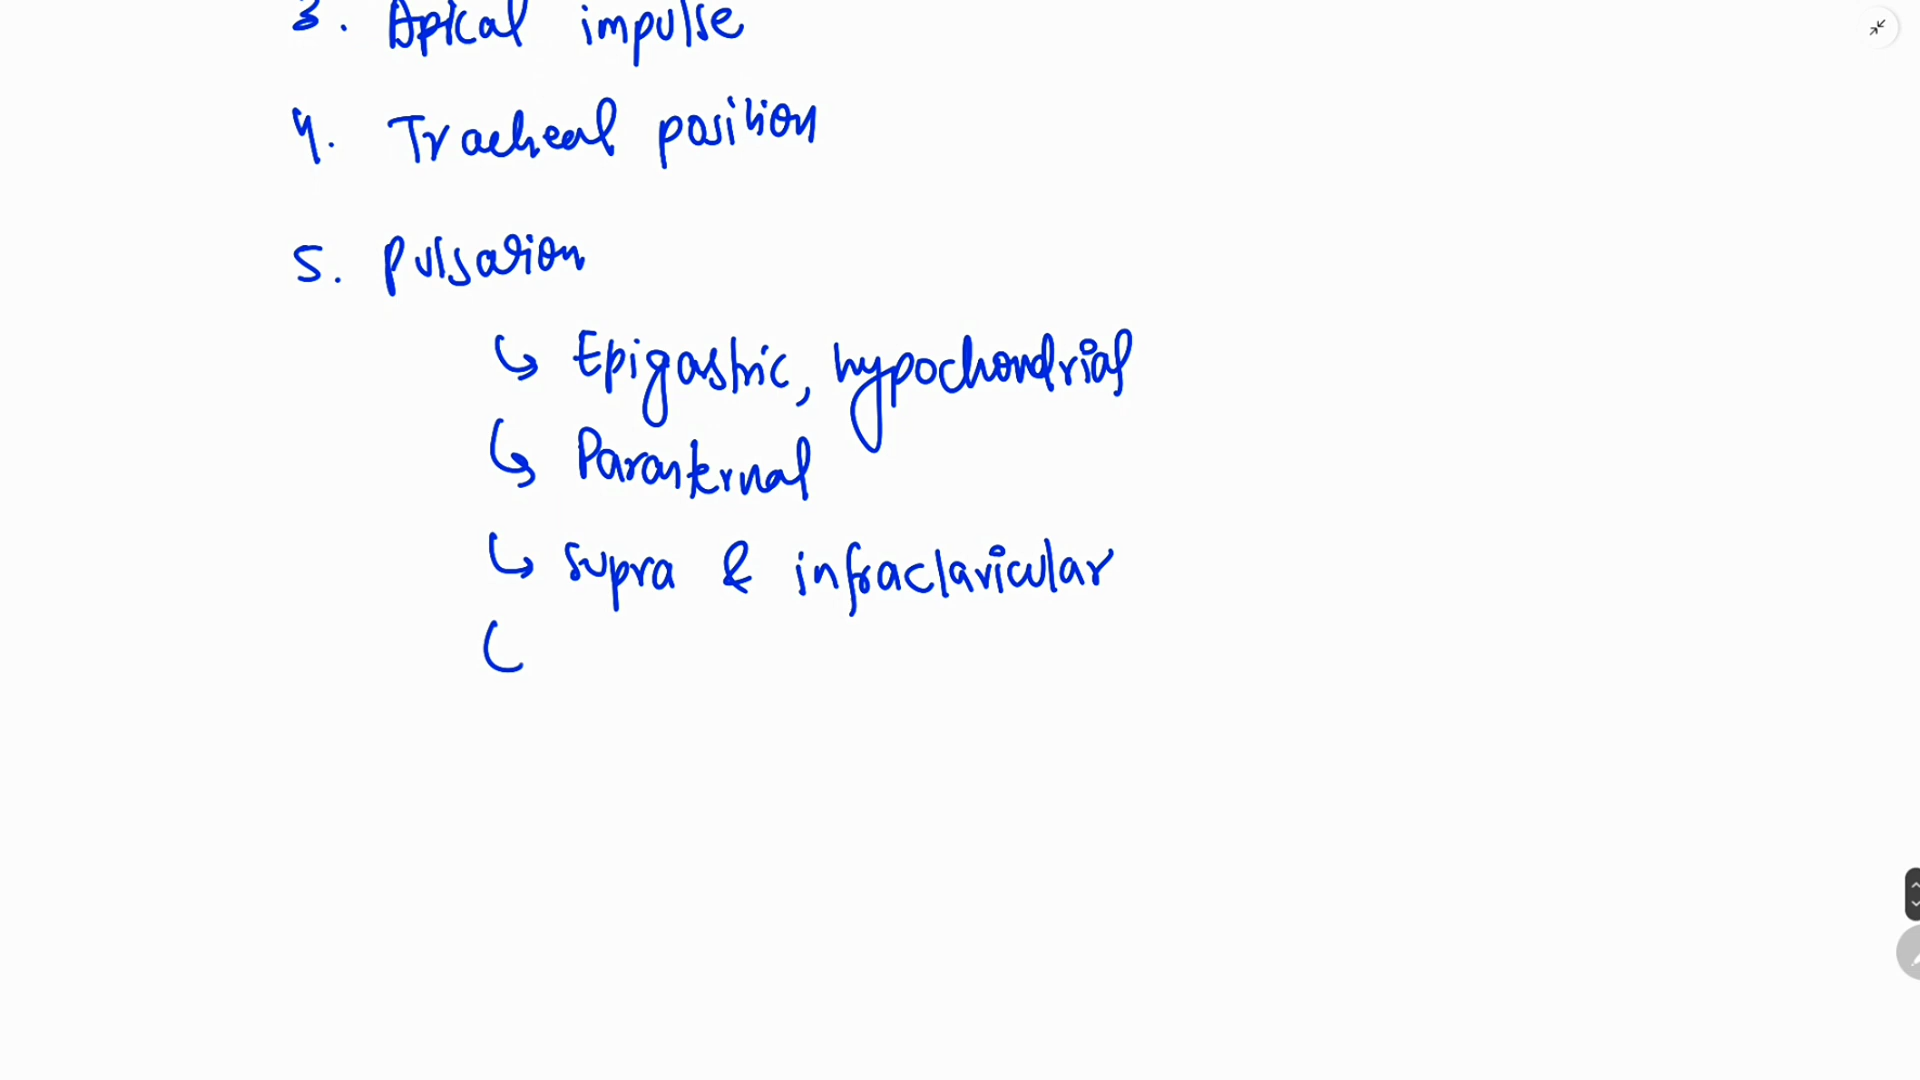 3. Apical impulse
4. Tracheal position
5. Pulsation
↳ Epigastric, hypochondrial
↳ Parasternal
↳ supra & infraclavicular